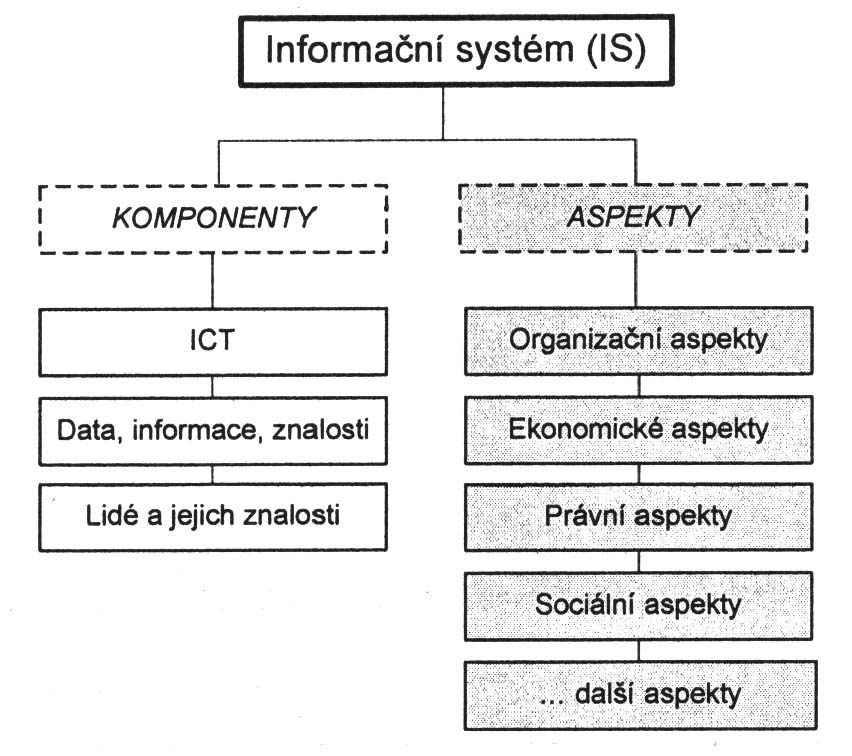 Informační systém (IS)
KOMPONENTY
ICT
Data, informace, znalosti
Lidé a jejich znalosti
ASPEKTY
Organizační aspekty
Ekonomické aspekty
Právní aspekty
Sociální aspekty
... další aspekty